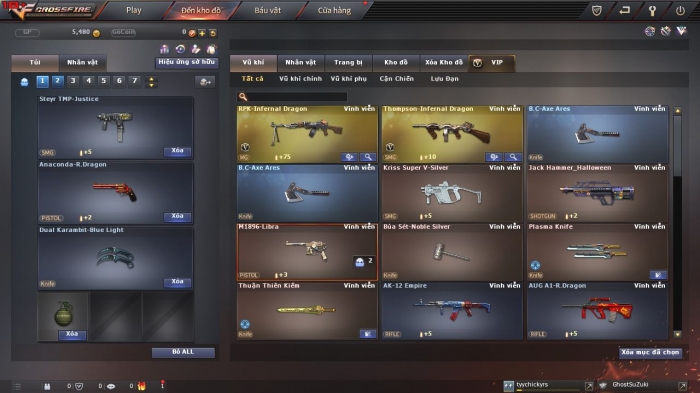 CROSSFIRE Play Đến kho đồ Báu vật Cửa hàng
GP 5,480 GoCoin 0
Túi Nhân vật Hiệu ứng sở hữu
1 2 3 4 5 6 7
Steyr TMP-Justice
SMG +5 Xóa
Anaconda-R.Dragon
PISTOL +2 Xóa
Dual Karambit-Blue Light
Knife Xóa
Xóa
Bỏ ALL
Vũ khí Nhân vật Trang bị Kho đồ Xóa Kho đồ VIP
Tất cả Vũ khí chính Vũ khí phụ Cận Chiến Lựu Đạn
RPK-Infernal Dragon Vĩnh viễn
MG +75
Thompson-Infernal Dragon Vĩnh viễn
SMG +10
B.C-Axe Ares Vĩnh viễn
Knife
B.C-Axe Ares Vĩnh viễn
Knife
Kriss Super V-Silver Vĩnh viễn
SMG +5
Jack Hammer_Halloween Vĩnh viễn
SHOTGUN +2
M1896-Libra Vĩnh viễn
PISTOL +3 2
Búa Sét-Noble Silver Vĩnh viễn
Knife
Plasma Knife Vĩnh viễn
Knife
Thuận Thiên Kiếm Vĩnh viễn
Knife
AK-12 Empire Vĩnh viễn
RIFLE +5
AUG A1-R.Dragon Vĩnh viễn
RIFLE +5
Xóa mục đã chọn
0 0 0 1 tyychickyrs GhostSuZuki